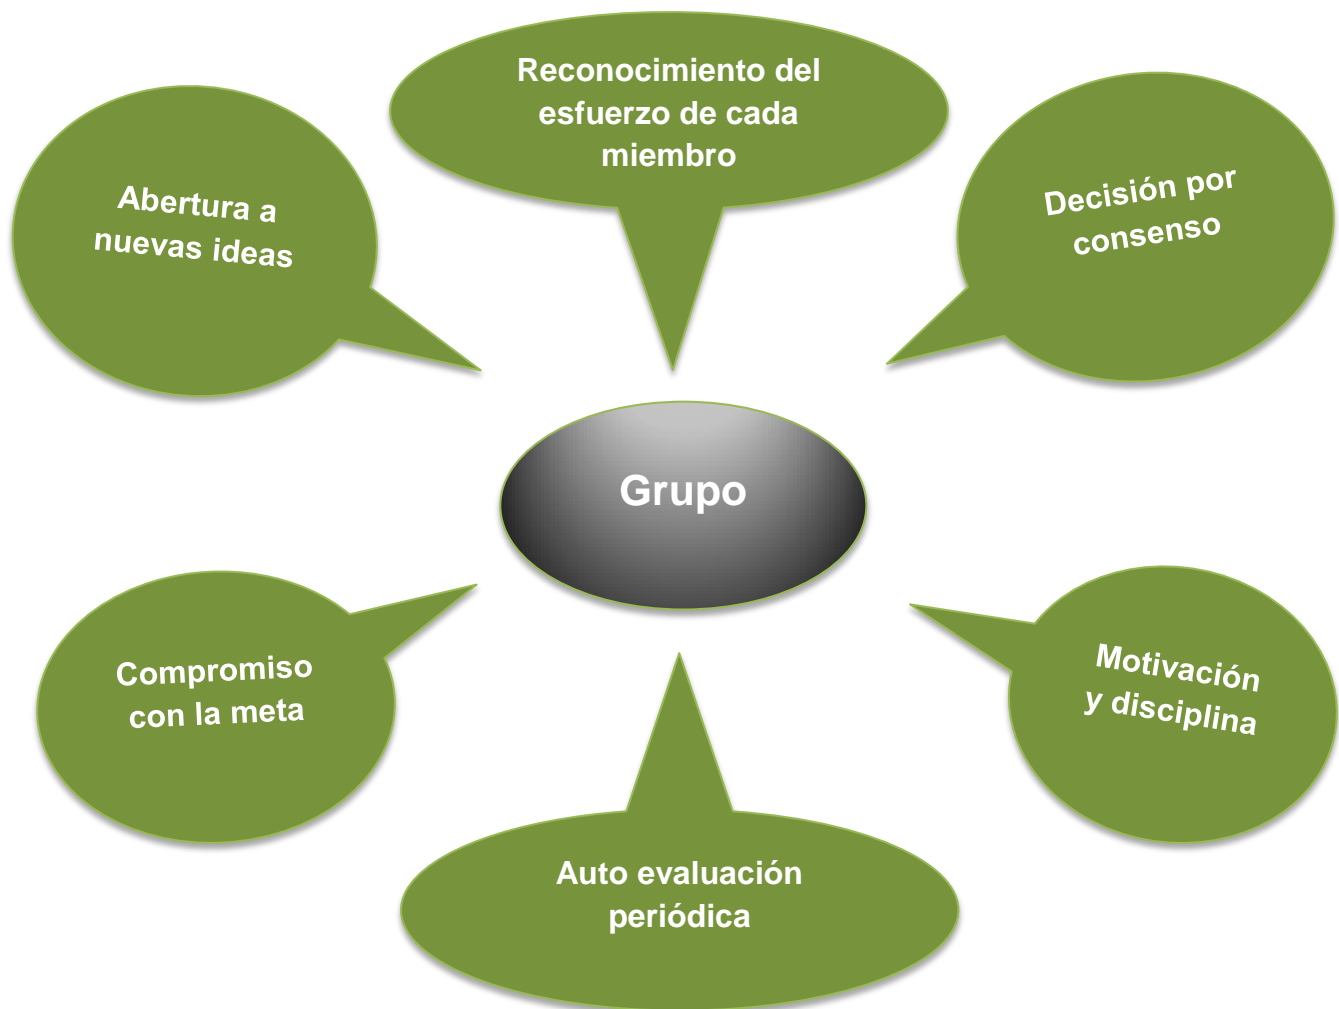 Reconocimiento del
esfuerzo de cada
miembro
Abertura a
nuevas ideas
Decisión por
consenso
Grupo
Compromiso
con la meta
Motivación
y disciplina
Auto evaluación
periódica